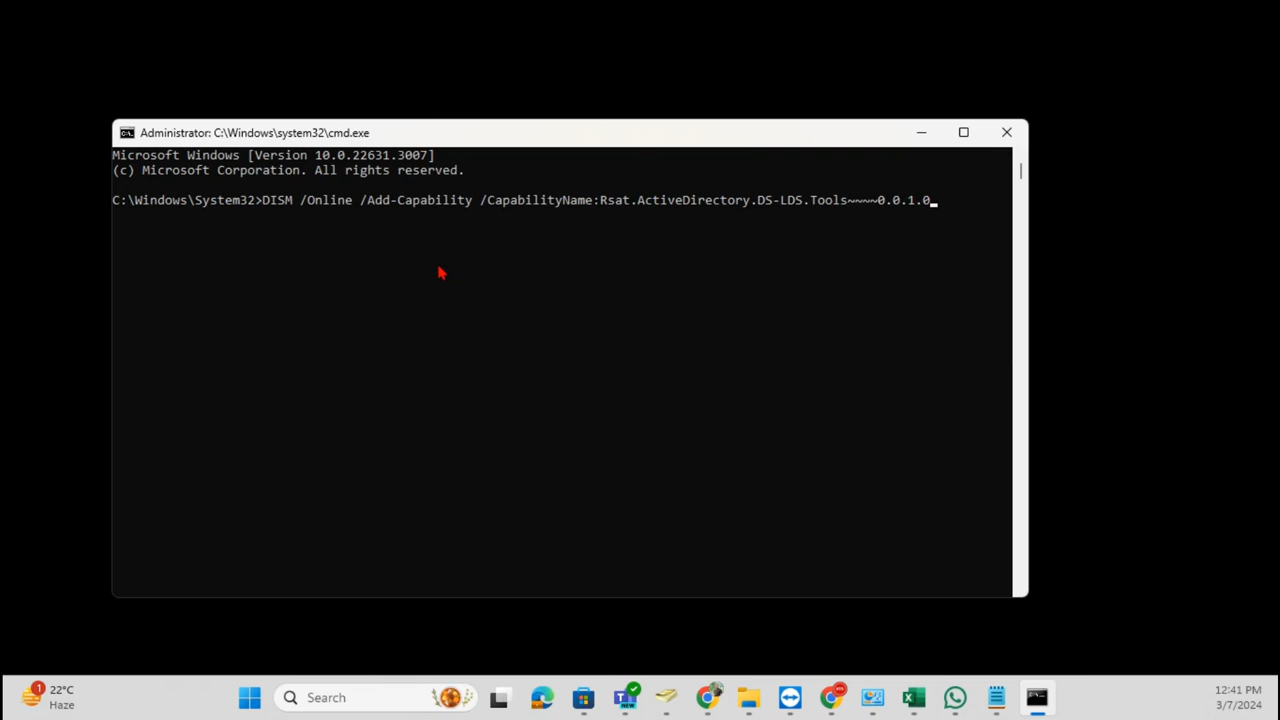 Administrator: C:\Windows\system32\cmd.exe
Microsoft Windows [Version 10.0.22631.3007]
(c) Microsoft Corporation. All rights reserved.
C:\Windows\System32>DISM /Online /Add-Capability /CapabilityName:Rsat.ActiveDirectory.DS-LDS.Tools~~~~0.0.1.0
1
22°C
Haze
Search
NEW
12:41 PM
3/7/2024